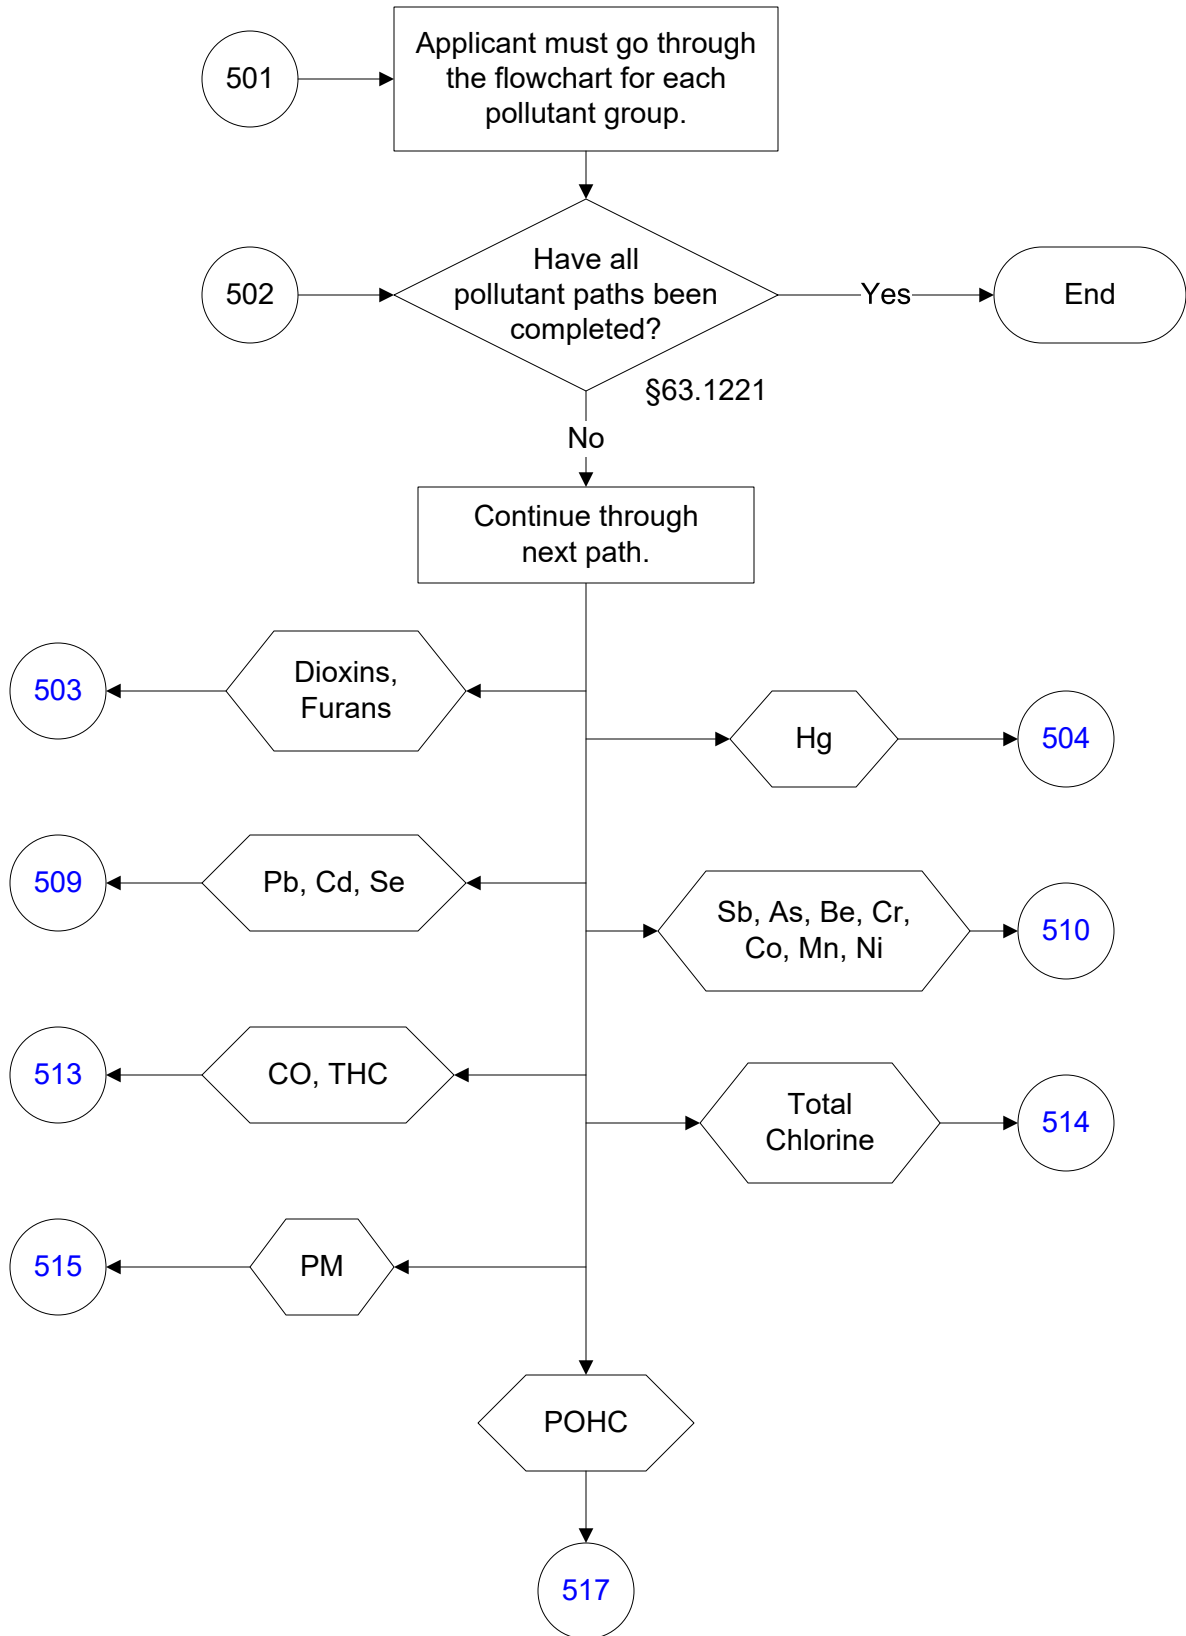 501
Applicant must go through
the flowchart for each
pollutant group.
502
Have all
pollutant paths been
completed?
Yes
End
§63.1221
No
Continue through
next path.
503
Dioxins,
Furans
Hg
504
509
Pb, Cd, Se
Sb, As, Be, Cr,
Co, Mn, Ni
510
513
CO, THC
Total
Chlorine
514
515
PM
POHC
517